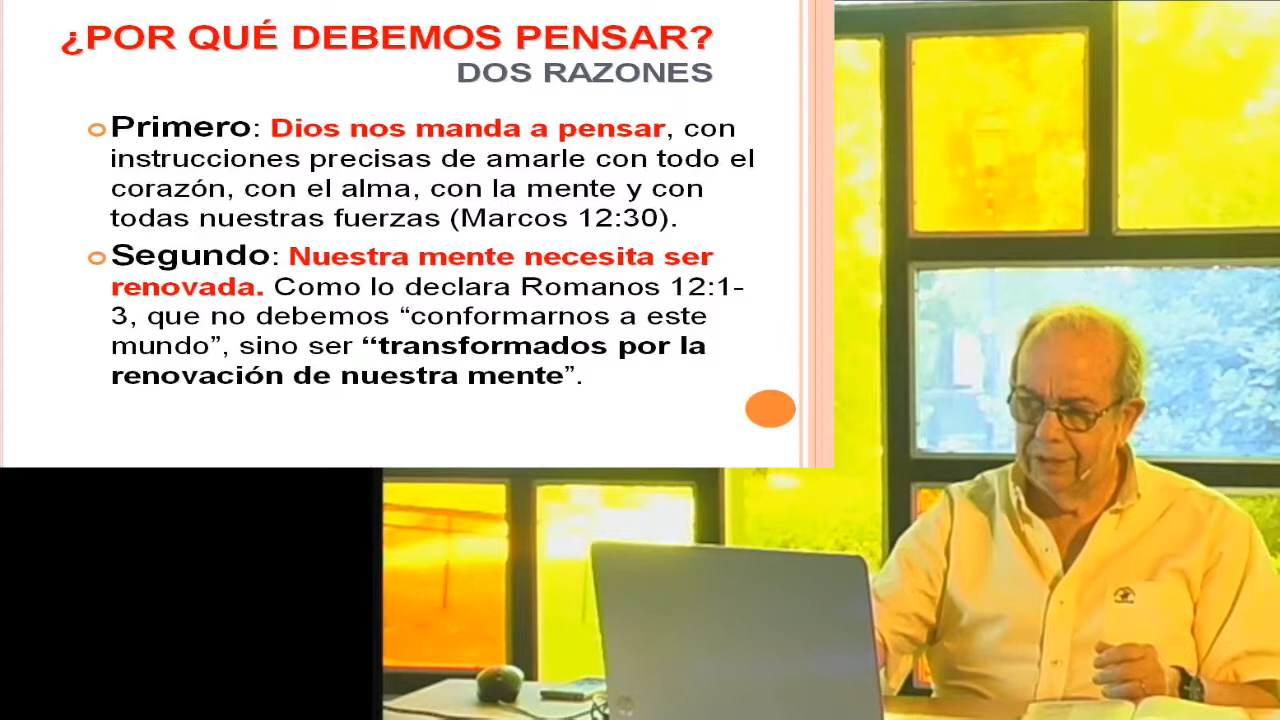 ¿POR QUÉ DEBEMOS PENSAR?
DOS RAZONES
Primero: Dios nos manda a pensar, con
instrucciones precisas de amarle con todo el
corazón, con el alma, con la mente y con
todas nuestras fuerzas (Marcos 12:30).
Segundo: Nuestra mente necesita ser
renovada. Como lo declara Romanos 12:1-
3, que no debemos “conformarnos a este
mundo”, sino ser “transformados por la
renovación de nuestra mente”.